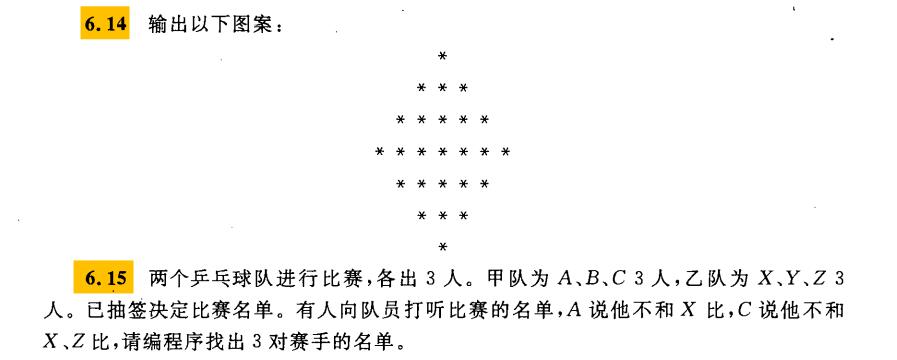 6.14 输出以下图案:
*
* * *
* * * * *
* * * * * * *
* * * * *
* * *
*
6.15 两个乒乓球队进行比赛,各出 3 人。甲队为 A、B、C 3 人,乙队为 X、Y、Z 3
人。已抽签决定比赛名单。有人向队员打听比赛的名单,A 说他不和 X 比,C 说他不和
X、Z 比,请编程序找出 3 对赛手的名单。